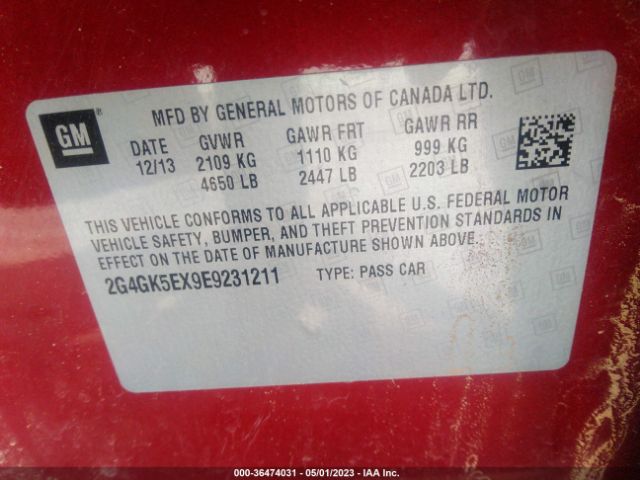 MFD BY GENERAL MOTORS OF CANADA LTD.
GM
DATE GVWR GAWR FRT GAWR RR
12/13 2109 KG 1110 KG 999 KG
4650 LB 2447 LB 2203 LB
THIS VEHICLE CONFORMS TO ALL APPLICABLE U.S. FEDERAL MOTOR
VEHICLE SAFETY, BUMPER, AND THEFT PREVENTION STANDARDS IN
EFFECT ON THE DATE OF MANUFACTURE SHOWN ABOVE.
2G4GK5EX9E9231211 TYPE: PASS CAR
000-36474031 - 05/01/2023 - IAA Inc.